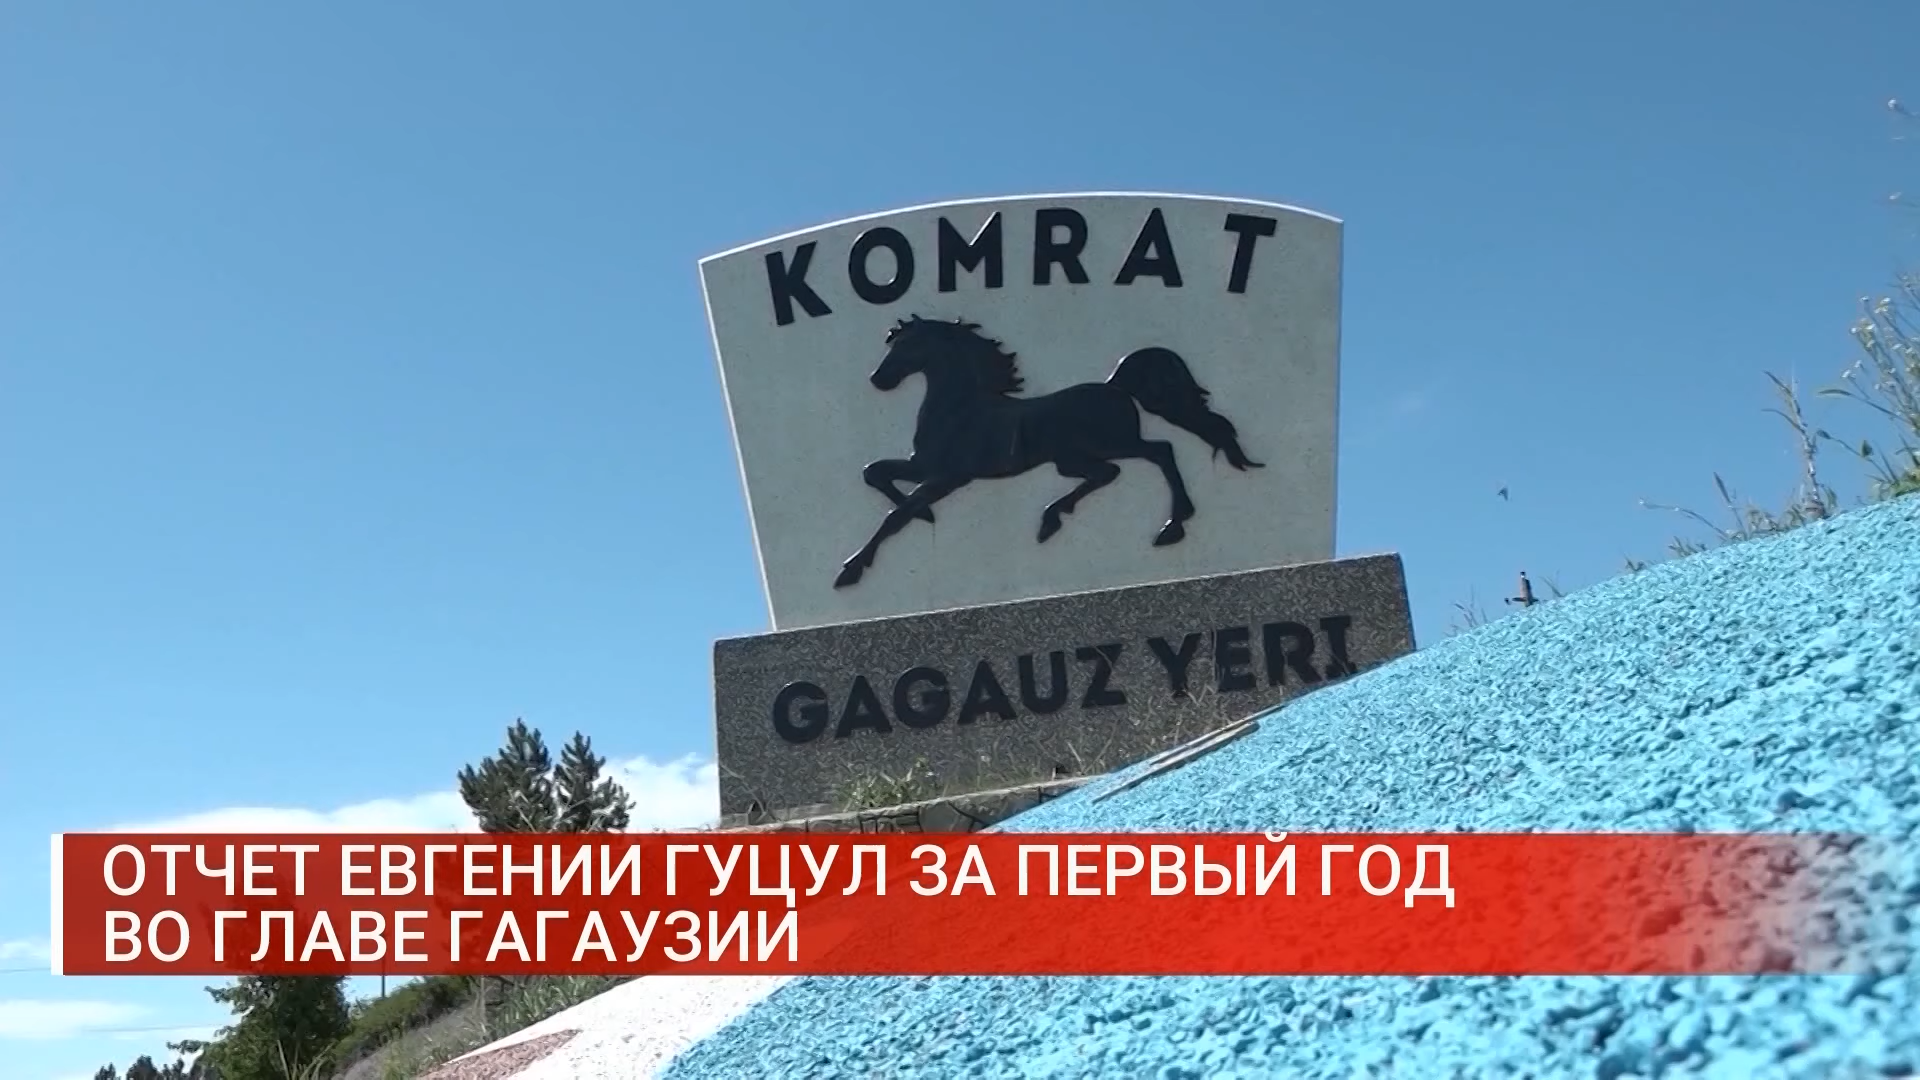 KOMRAT
GAGAUZ YERI
ОТЧЕТ ЕВГЕНИИ ГУЦУЛ ЗА ПЕРВЫЙ ГОД
ВО ГЛАВЕ ГАГАУЗИИ